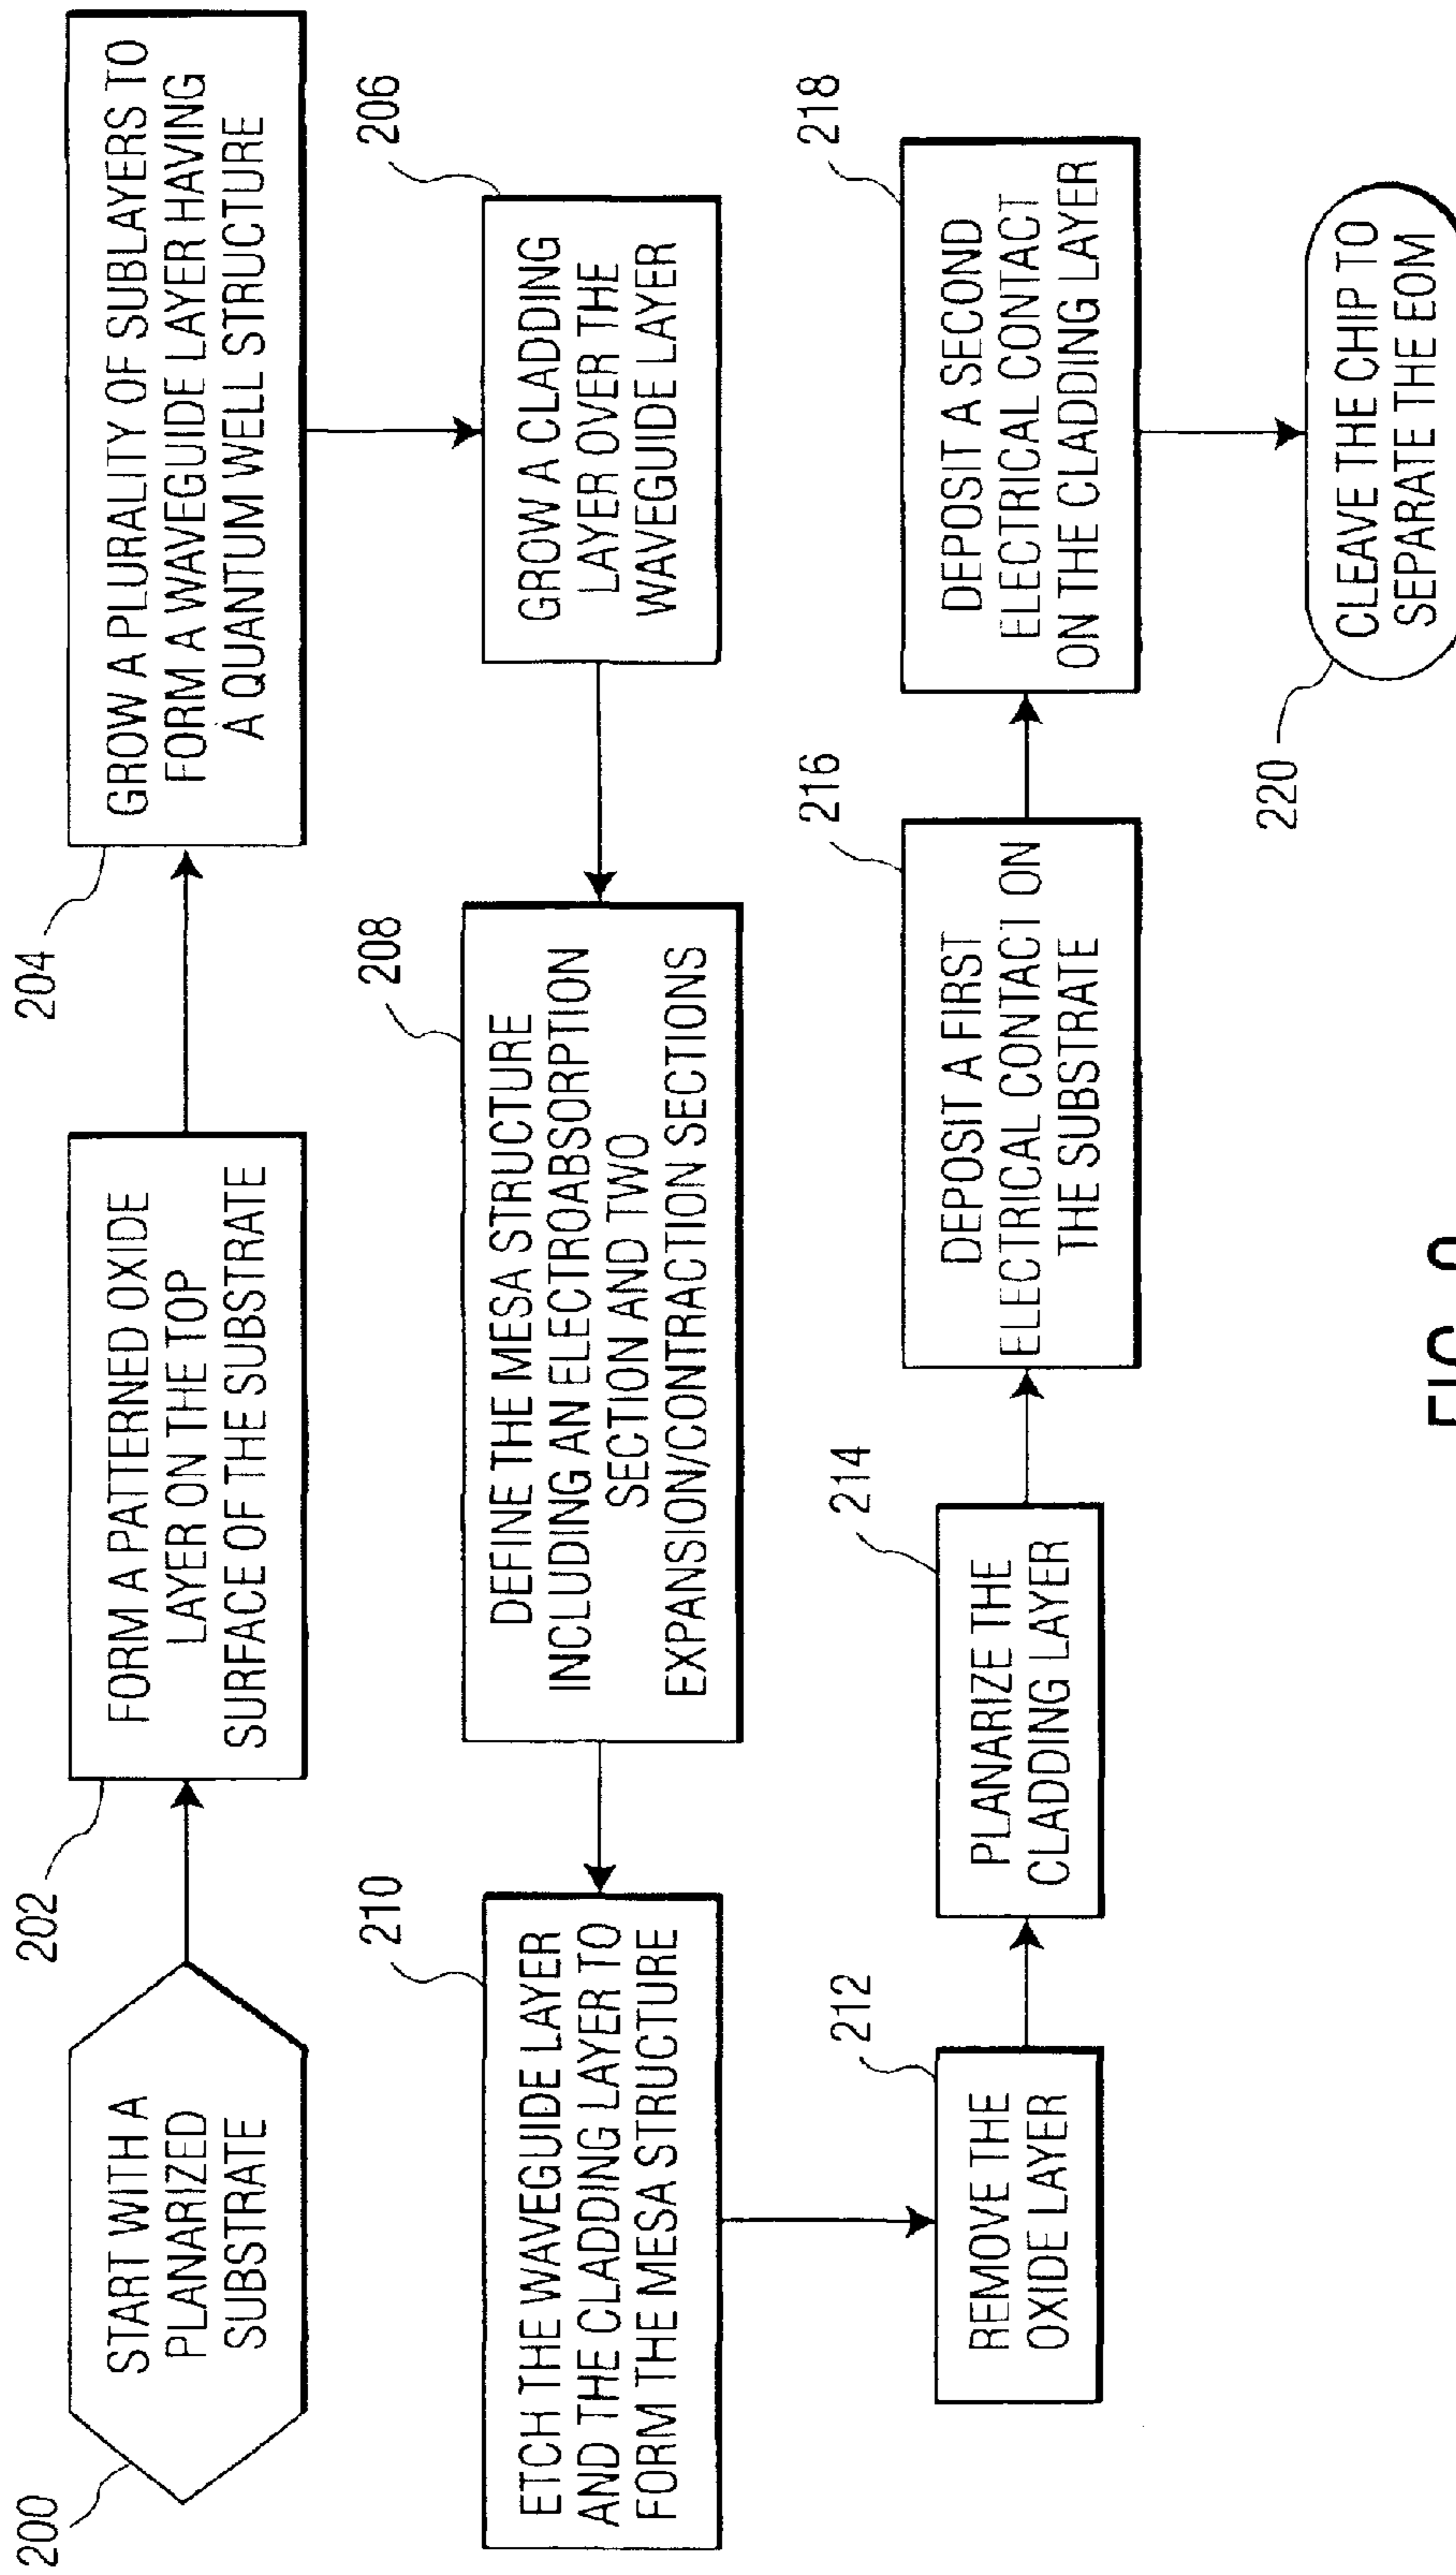 200
START WITH A
PLANARIZED
SUBSTRATE
202
FORM A PATTERNED OXIDE
LAYER ON THE TOP
SURFACE OF THE SUBSTRATE
204
GROW A PLURALITY OF SUBLAYERS TO
FORM A WAVEGUIDE LAYER HAVING
A QUANTUM WELL STRUCTURE
206
GROW A CLADDING
LAYER OVER THE
WAVEGUIDE LAYER
208
DEFINE THE MESA STRUCTURE
INCLUDING AN ELECTROABSORPTION
SECTION AND TWO
EXPANSION/CONTRACTION SECTIONS
210
ETCH THE WAVEGUIDE LAYER
AND THE CLADDING LAYER TO
FORM THE MESA STRUCTURE
212
REMOVE THE
OXIDE LAYER
214
PLANARIZE THE
CLADDING LAYER
216
DEPOSIT A FIRST
ELECTRICAL CONTACT ON
THE SUBSTRATE
218
DEPOSIT A SECOND
ELECTRICAL CONTACT
ON THE CLADDING LAYER
220
CLEAVE THE CHIP TO
SEPARATE THE EOM
FIG.